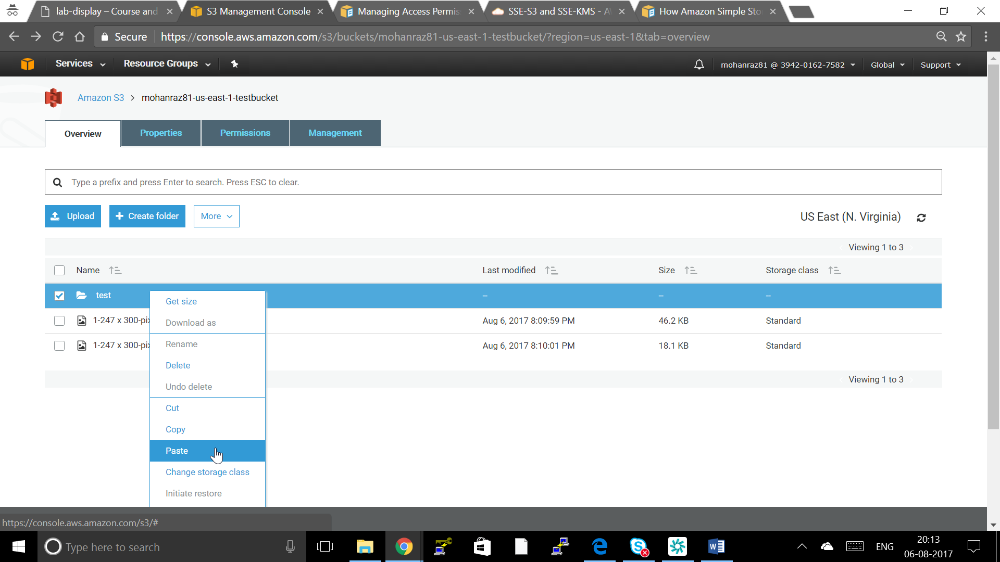 lab-display – Course and
S3 Management Console
Managing Access Permis
SSE-S3 and SSE-KMS - A
How Amazon Simple Sto
Secure
https://console.aws.amazon.com/s3/buckets/mohanraz81-us-east-1-testbucket/?region=us-east-1&tab=overview
Services
Resource Groups
mohanraz81 @ 3942-0162-7582
Global
Support
Amazon S3 > mohanraz81-us-east-1-testbucket
Overview
Properties
Permissions
Management
Type a prefix and press Enter to search. Press ESC to clear.
Upload
+ Create folder
More
US East (N. Virginia)
Viewing 1 to 3
Name
Last modified
Size
Storage class
test
–
–
–
1-247 x 300-pix
Aug 6, 2017 8:09:59 PM
46.2 KB
Standard
1-247 x 300-pix
Aug 6, 2017 8:10:01 PM
18.1 KB
Standard
Viewing 1 to 3
Get size
Download as
Rename
Delete
Undo delete
Cut
Copy
Paste
Change storage class
Initiate restore
https://console.aws.amazon.com/s3/#
Type here to search
ENG
20:13
06-08-2017